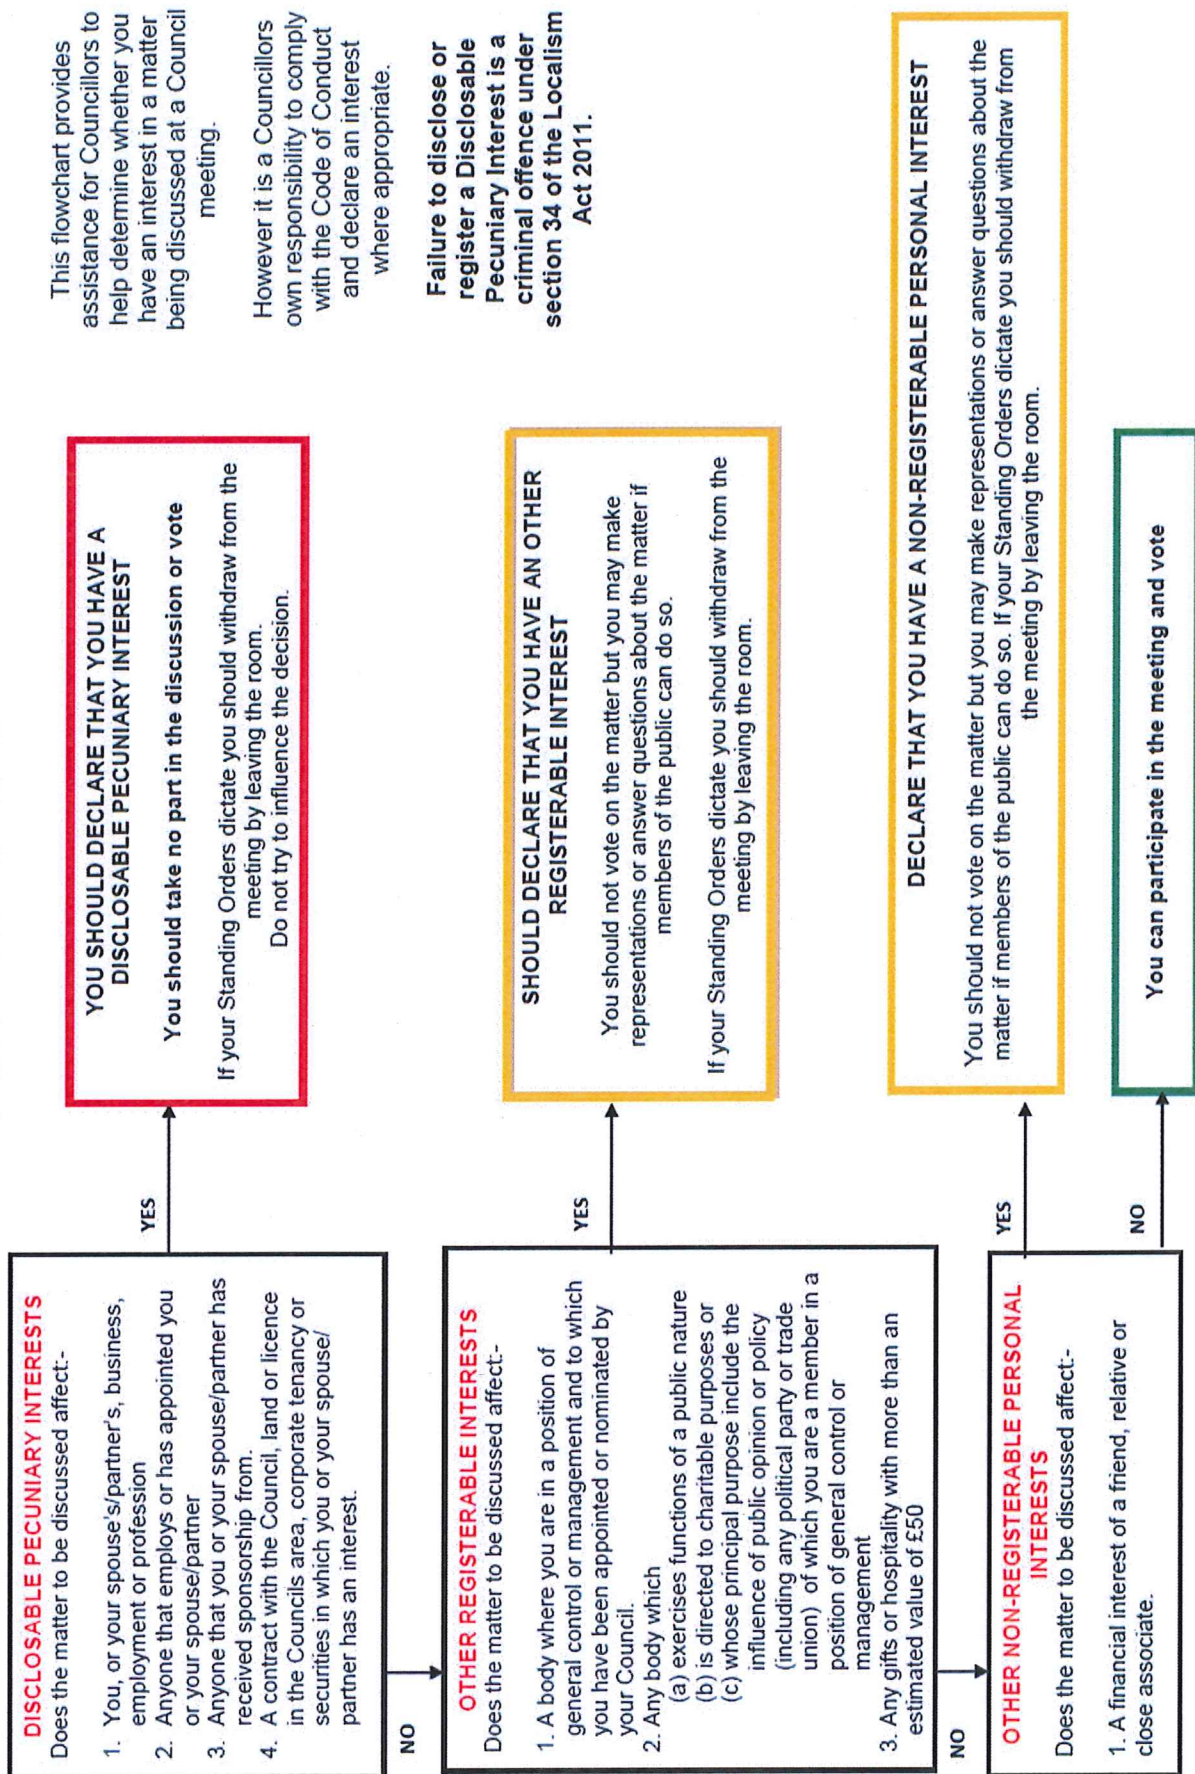 DISCLOSABLE PECUNIARY INTERESTS
Does the matter to be discussed affect:-
1. You, or your spouse's/partner's, business,
employment or profession
2. Anyone that employs or has appointed you
or your spouse/partner
3. Anyone that you or your spouse/partner has
received sponsorship from.
4. A contract with the Council, land or licence
in the Councils area, corporate tenancy or
securities in which you or your spouse/
partner has an interest.
YES
YOU SHOULD DECLARE THAT YOU HAVE A
DISCLOSABLE PECUNIARY INTEREST
You should take no part in the discussion or vote
If your Standing Orders dictate you should withdraw from the
meeting by leaving the room.
Do not try to influence the decision.
This flowchart provides
assistance for Councillors to
help determine whether you
have an interest in a matter
being discussed at a Council
meeting.
However it is a Councillors
own responsibility to comply
with the Code of Conduct
and declare an interest
where appropriate.
Failure to disclose or
register a Disclosable
Pecuniary Interest is a
criminal offence under
section 34 of the Localism
Act 2011.
NO
OTHER REGISTERABLE INTERESTS
Does the matter to be discussed affect:-
1. A body where you are in a position of
general control or management and to which
you have been appointed or nominated by
your Council.
2. Any body which
(a) exercises functions of a public nature
(b) is directed to charitable purposes or
(c) whose principal purpose include the
influence of public opinion or policy
(including any political party or trade
union) of which you are a member in a
position of general control or
management
3. Any gifts or hospitality with more than an
estimated value of £50
YES
SHOULD DECLARE THAT YOU HAVE AN OTHER
REGISTERABLE INTEREST
You should not vote on the matter but you may make
representations or answer questions about the matter if
members of the public can do so.
If your Standing Orders dictate you should withdraw from the
meeting by leaving the room.
NO
OTHER NON-REGISTERABLE PERSONAL
INTERESTS
Does the matter to be discussed affect:-
1. A financial interest of a friend, relative or
close associate.
YES
DECLARE THAT YOU HAVE A NON-REGISTERABLE PERSONAL INTEREST
You should not vote on the matter but you may make representations or answer questions about the
matter if members of the public can do so. If your Standing Orders dictate you should withdraw from
the meeting by leaving the room.
NO
You can participate in the meeting and vote